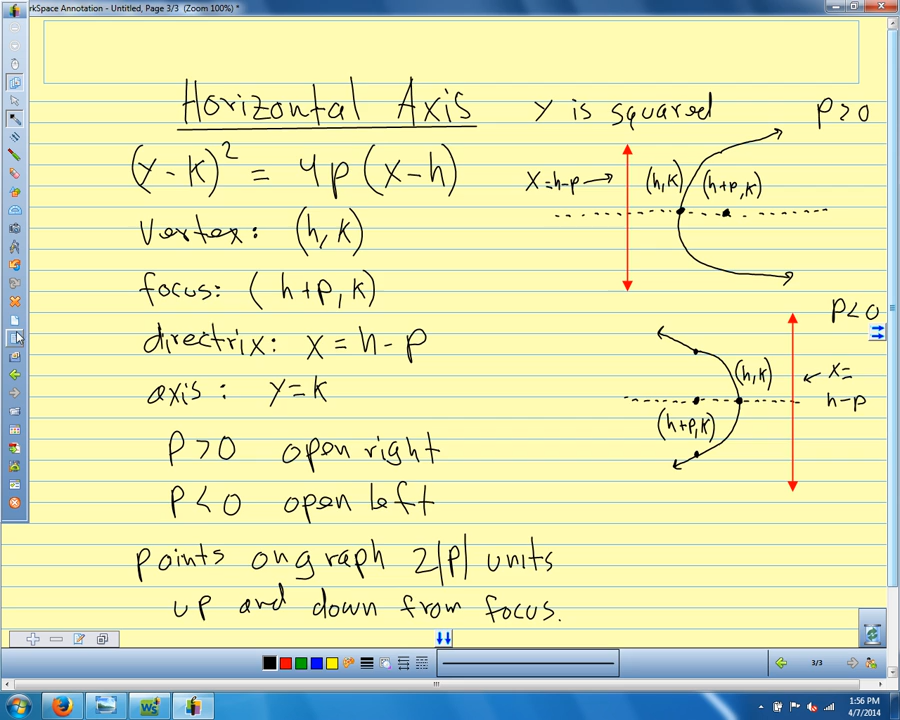 rkSpace Annotation - Untitled, Page 3/3 (Zoom 100%) *
Horizontal Axis
y is squared
P>0
(y-k)² = 4p(x-h)
x=h-p →
(h,k)
(h+p,k)
Vertex: (h,k)
focus: (h+p,k)
P<0
directrix: x=h-p
(h,k)
← x=
h-p
axis: y=k
(h+p,k)
P>0 open right
P<0 open left
points on graph 2|p| units
up and down from focus.
3/3
1:56 PM
4/7/2014